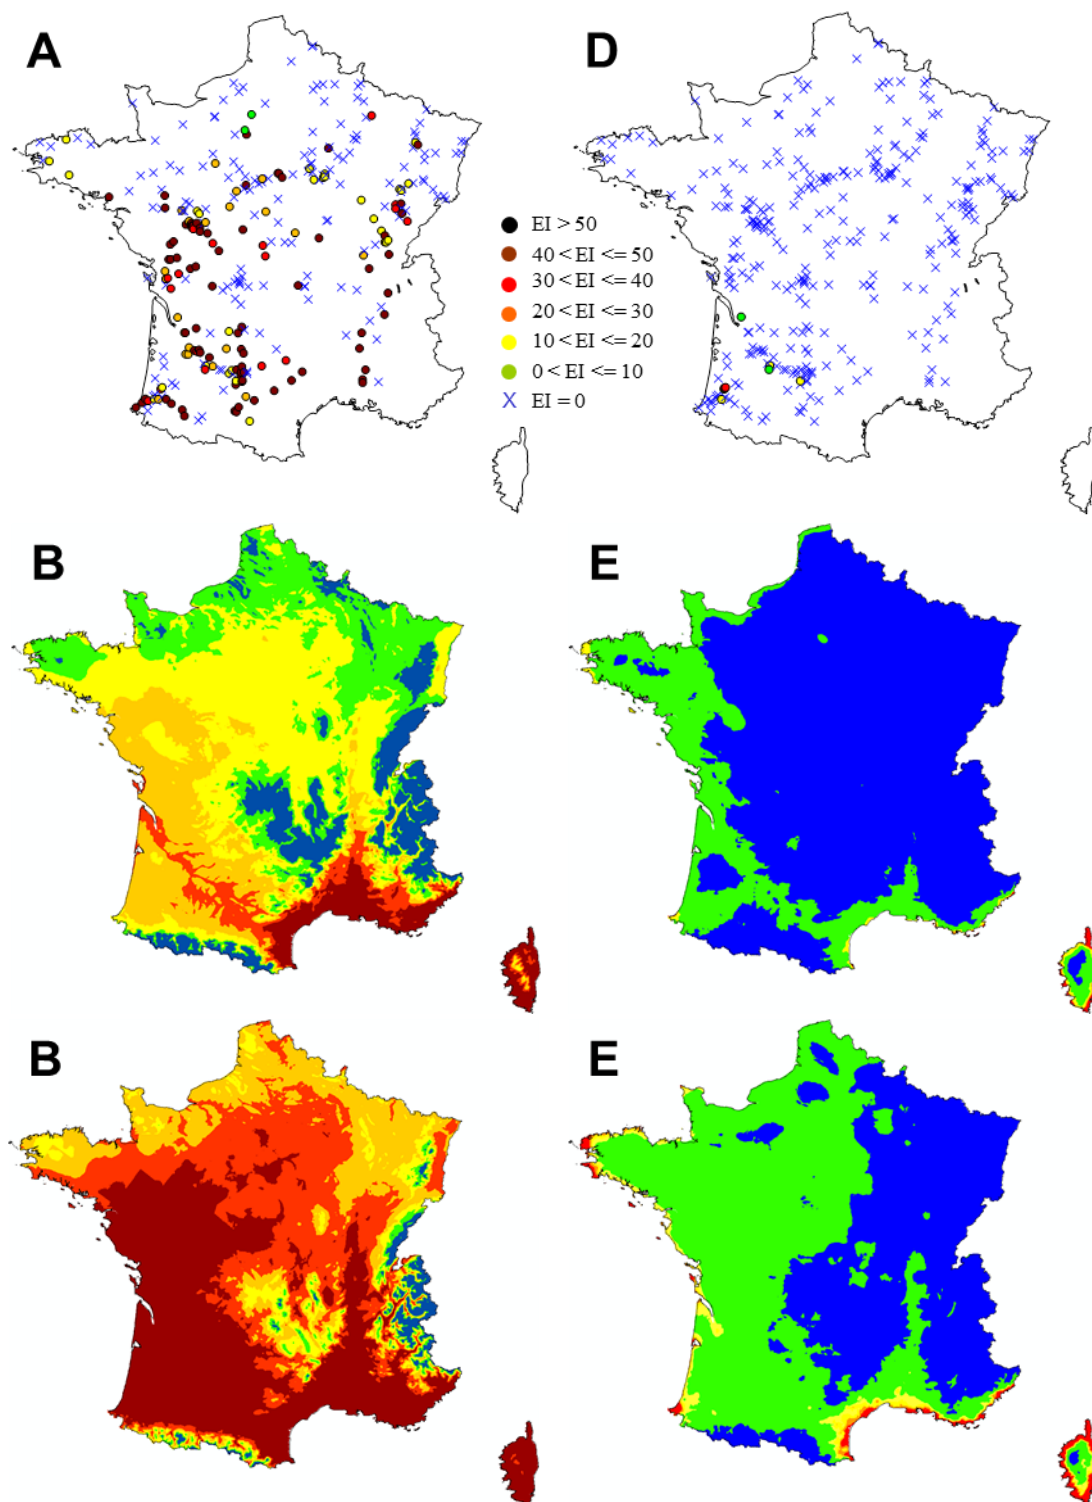 A
D
EI > 50
40 < EI <= 50
30 < EI <= 40
20 < EI <= 30
10 < EI <= 20
0 < EI <= 10
X EI = 0
B
E
B
E